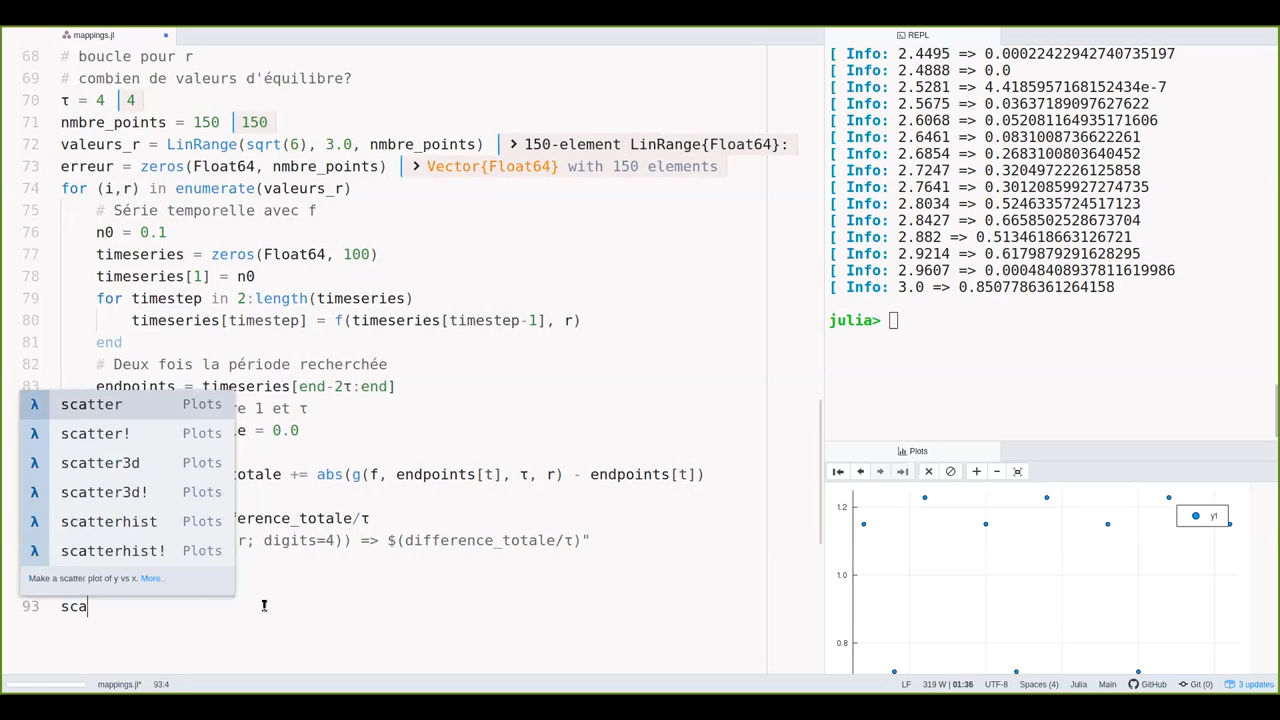 mappings.jl
REPL
68 # boucle pour r
69 # combien de valeurs d'équilibre?
70 τ = 4 4
71 nmbre_points = 150 150
72 valeurs_r = LinRange(sqrt(6), 3.0, nmbre_points) > 150-element LinRange{Float64}:
73 erreur = zeros(Float64, nmbre_points) > Vector{Float64} with 150 elements
74 for (i,r) in enumerate(valeurs_r)
75 # Série temporelle avec f
76 n0 = 0.1
77 timeseries = zeros(Float64, 100)
78 timeseries[1] = n0
79 for timestep in 2:length(timeseries)
80 timeseries[timestep] = f(timeseries[timestep-1], r)
81 end
82 # Deux fois la période recherchée
83 endpoints = timeseries[end-2τ:end]
re 1 et τ
le = 0.0
totale += abs(g(f, endpoints[t], τ, r) - endpoints[t])
ference_totale/τ
r; digits=4)) => $(difference_totale/τ)"
93 sca
λ scatter Plots
λ scatter! Plots
λ scatter3d Plots
λ scatter3d! Plots
λ scatterhist Plots
λ scatterhist! Plots
Make a scatter plot of y vs x. More..
[ Info: 2.4495 => 0.00022422942740735197
[ Info: 2.4888 => 0.0
[ Info: 2.5281 => 4.4185957168152434e-7
[ Info: 2.5675 => 0.03637189097627622
[ Info: 2.6068 => 0.052081164935171606
[ Info: 2.6461 => 0.0831008736622261
[ Info: 2.6854 => 0.2683100803640452
[ Info: 2.7247 => 0.3204972226125858
[ Info: 2.7641 => 0.30120859927274735
[ Info: 2.8034 => 0.5246335724517123
[ Info: 2.8427 => 0.6658502528673704
[ Info: 2.882 => 0.5134618663126721
[ Info: 2.9214 => 0.6179879291628295
[ Info: 2.9607 => 0.00048408937811619986
[ Info: 3.0 => 0.8507786361264158
julia>
Plots
1.2
1.0
0.8
y1
mappings.jl* 93:4
LF 319 W | 01:36 UTF-8 Spaces (4) Julia Main GitHub Git (0) 3 updates